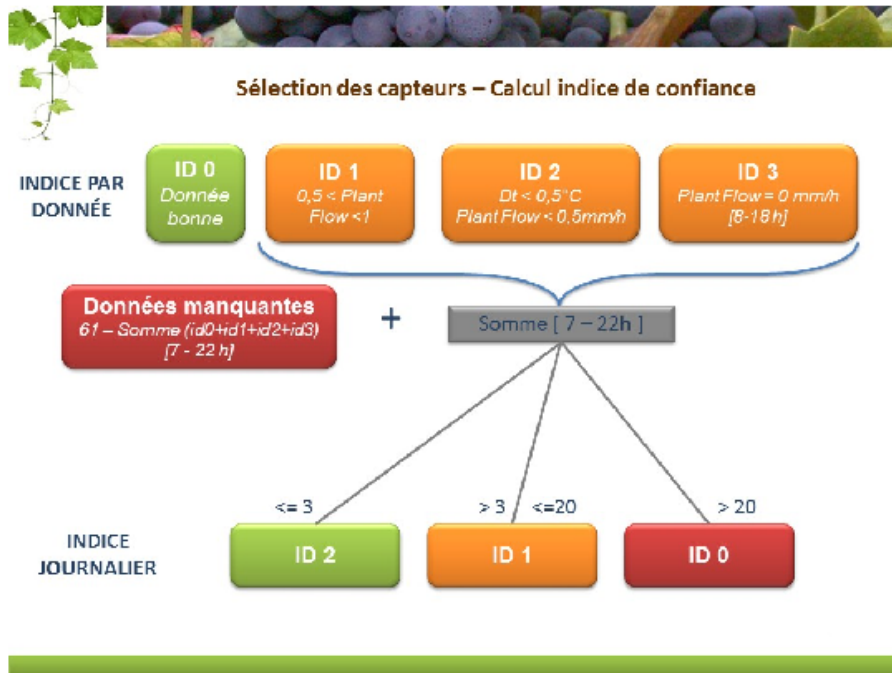 Sélection des capteurs – Calcul indice de confiance
INDICE PAR
DONNÉE
ID 0
Donnée
bonne
ID 1
0,5 < Plant
Flow <1
ID 2
Dt < 0,5°C
Plant Flow < 0,5mm/h
ID 3
Plant Flow = 0 mm/h
[8-18 h]
Données manquantes
61 – Somme (id0+id1+id2+id3)
[7 - 22 h]
+
Somme [ 7 – 22h ]
<= 3
> 3 <=20
> 20
INDICE
JOURNALIER
ID 2
ID 1
ID 0